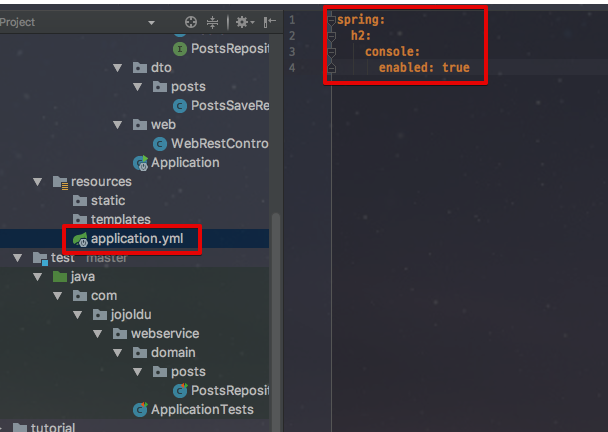 Project
PostsReposit
dto
posts
PostsSaveRe
web
WebRestContro
Application
resources
static
templates
application.yml
test master
java
com
jojoldu
webservice
domain
posts
PostsReposit
ApplicationTests
tutorial
1 spring:
2 h2:
3 console:
4 enabled: true